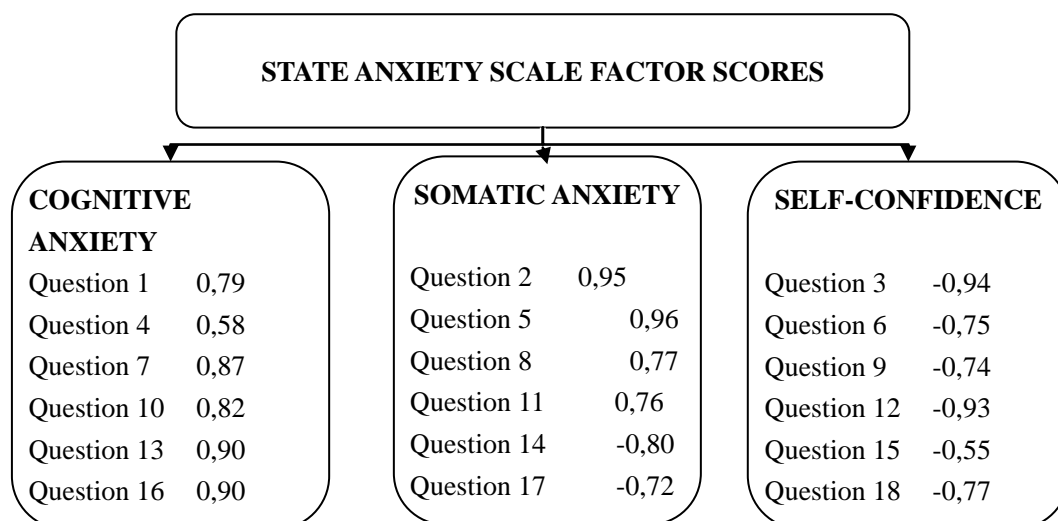 STATE ANXIETY SCALE FACTOR SCORES
COGNITIVE
ANXIETY
Question 1 0,79
Question 4 0,58
Question 7 0,87
Question 10 0,82
Question 13 0,90
Question 16 0,90
SOMATIC ANXIETY
Question 2 0,95
Question 5 0,96
Question 8 0,77
Question 11 0,76
Question 14 -0,80
Question 17 -0,72
SELF-CONFIDENCE
Question 3 -0,94
Question 6 -0,75
Question 9 -0,74
Question 12 -0,93
Question 15 -0,55
Question 18 -0,77